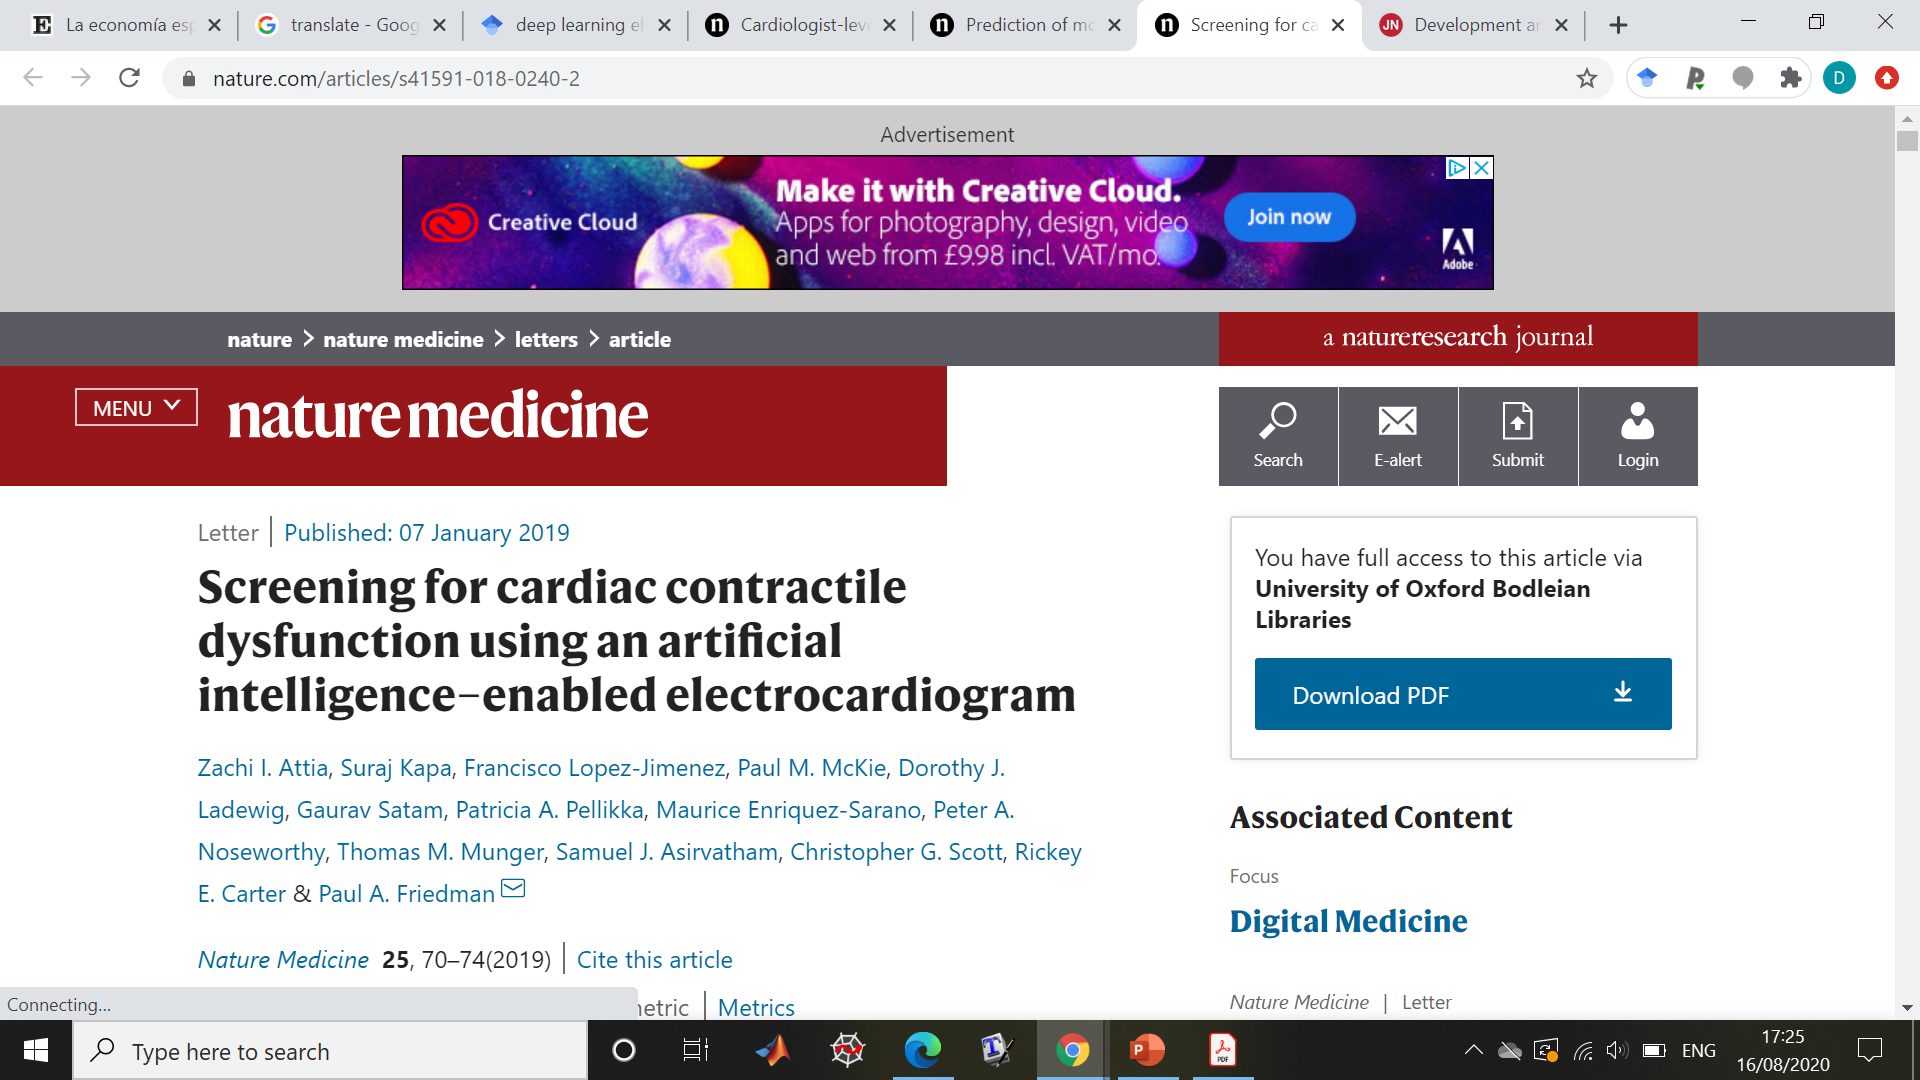 La economía es
translate - Goog
deep learning el
Cardiologist-lev
Prediction of mo
Screening for ca
JN
Development ar
nature.com/articles/s41591-018-0240-2
D
Advertisement
Creative Cloud
Make it with Creative Cloud.
Apps for photography, design, video
and web from £9.98 incl. VAT/mo.
Join now
Adobe
nature > nature medicine > letters > article
a natureresearch journal
MENU
nature medicine
Search
E-alert
Submit
Login
Letter | Published: 07 January 2019
Screening for cardiac contractile
dysfunction using an artificial
intelligence–enabled electrocardiogram
Zachi I. Attia, Suraj Kapa, Francisco Lopez-Jimenez, Paul M. McKie, Dorothy J.
Ladewig, Gaurav Satam, Patricia A. Pellikka, Maurice Enriquez-Sarano, Peter A.
Noseworthy, Thomas M. Munger, Samuel J. Asirvatham, Christopher G. Scott, Rickey
E. Carter & Paul A. Friedman
Nature Medicine 25, 70–74(2019) | Cite this article
etric | Metrics
You have full access to this article via
University of Oxford Bodleian
Libraries
Download PDF
Associated Content
Focus
Digital Medicine
Nature Medicine | Letter
Connecting...
Type here to search
ENG
17:25
16/08/2020